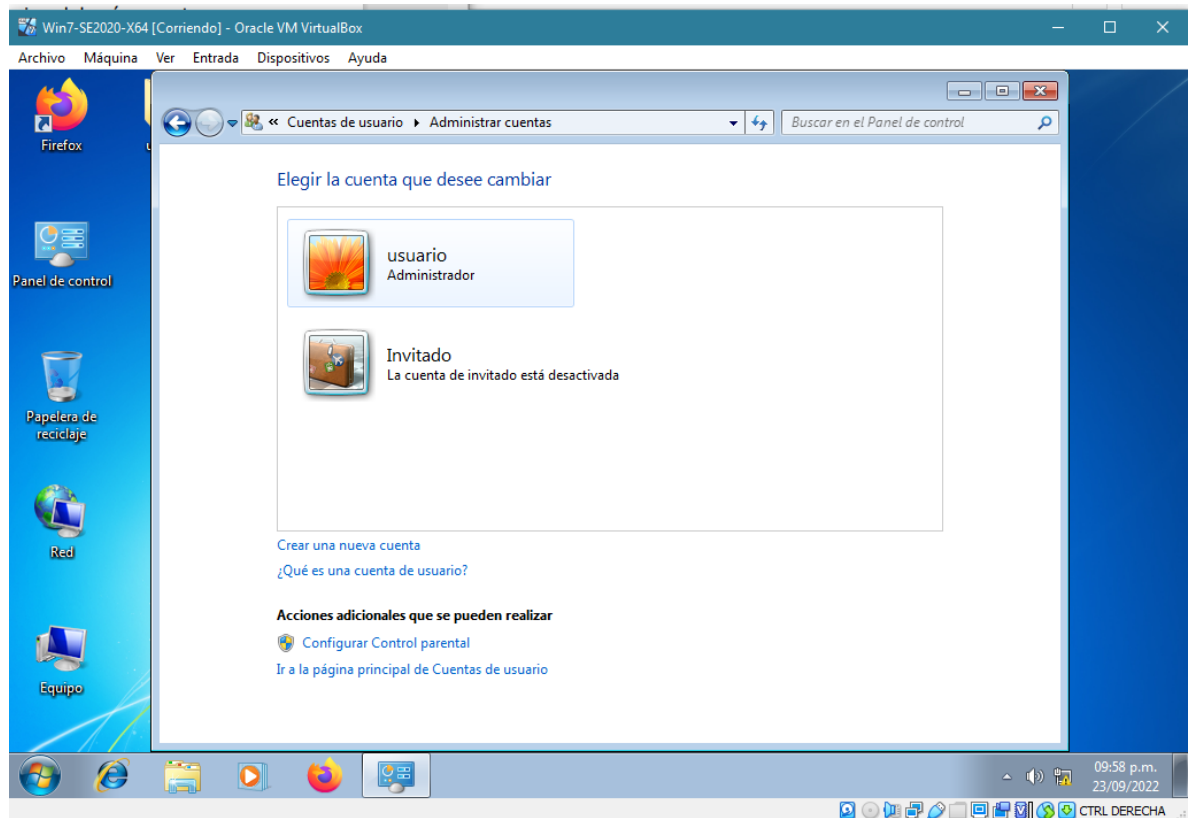 Win7-SE2020-X64 [Corriendo] - Oracle VM VirtualBox
Archivo Máquina Ver Entrada Dispositivos Ayuda
« Cuentas de usuario Administrar cuentas
Buscar en el Panel de control
Firefox
Panel de control
Papelera de
reciclaje
Red
Equipo
Elegir la cuenta que desee cambiar
usuario
Administrador
Invitado
La cuenta de invitado está desactivada
Crear una nueva cuenta
¿Qué es una cuenta de usuario?
Acciones adicionales que se pueden realizar
Configurar Control parental
Ir a la página principal de Cuentas de usuario
09:58 p.m.
23/09/2022
CTRL DERECHA